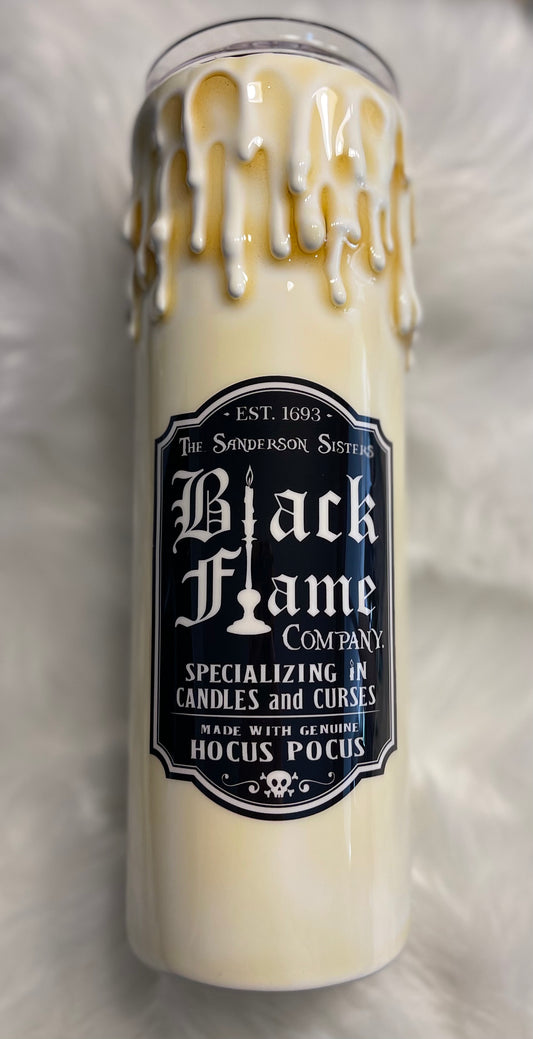 · EST. 1693 ·
The Sanderson Sisters
Black
Flame
Company.
SPECIALIZING iN
CANDLES and CURSES
MADE WITH GENUINE
HOCUS POCUS